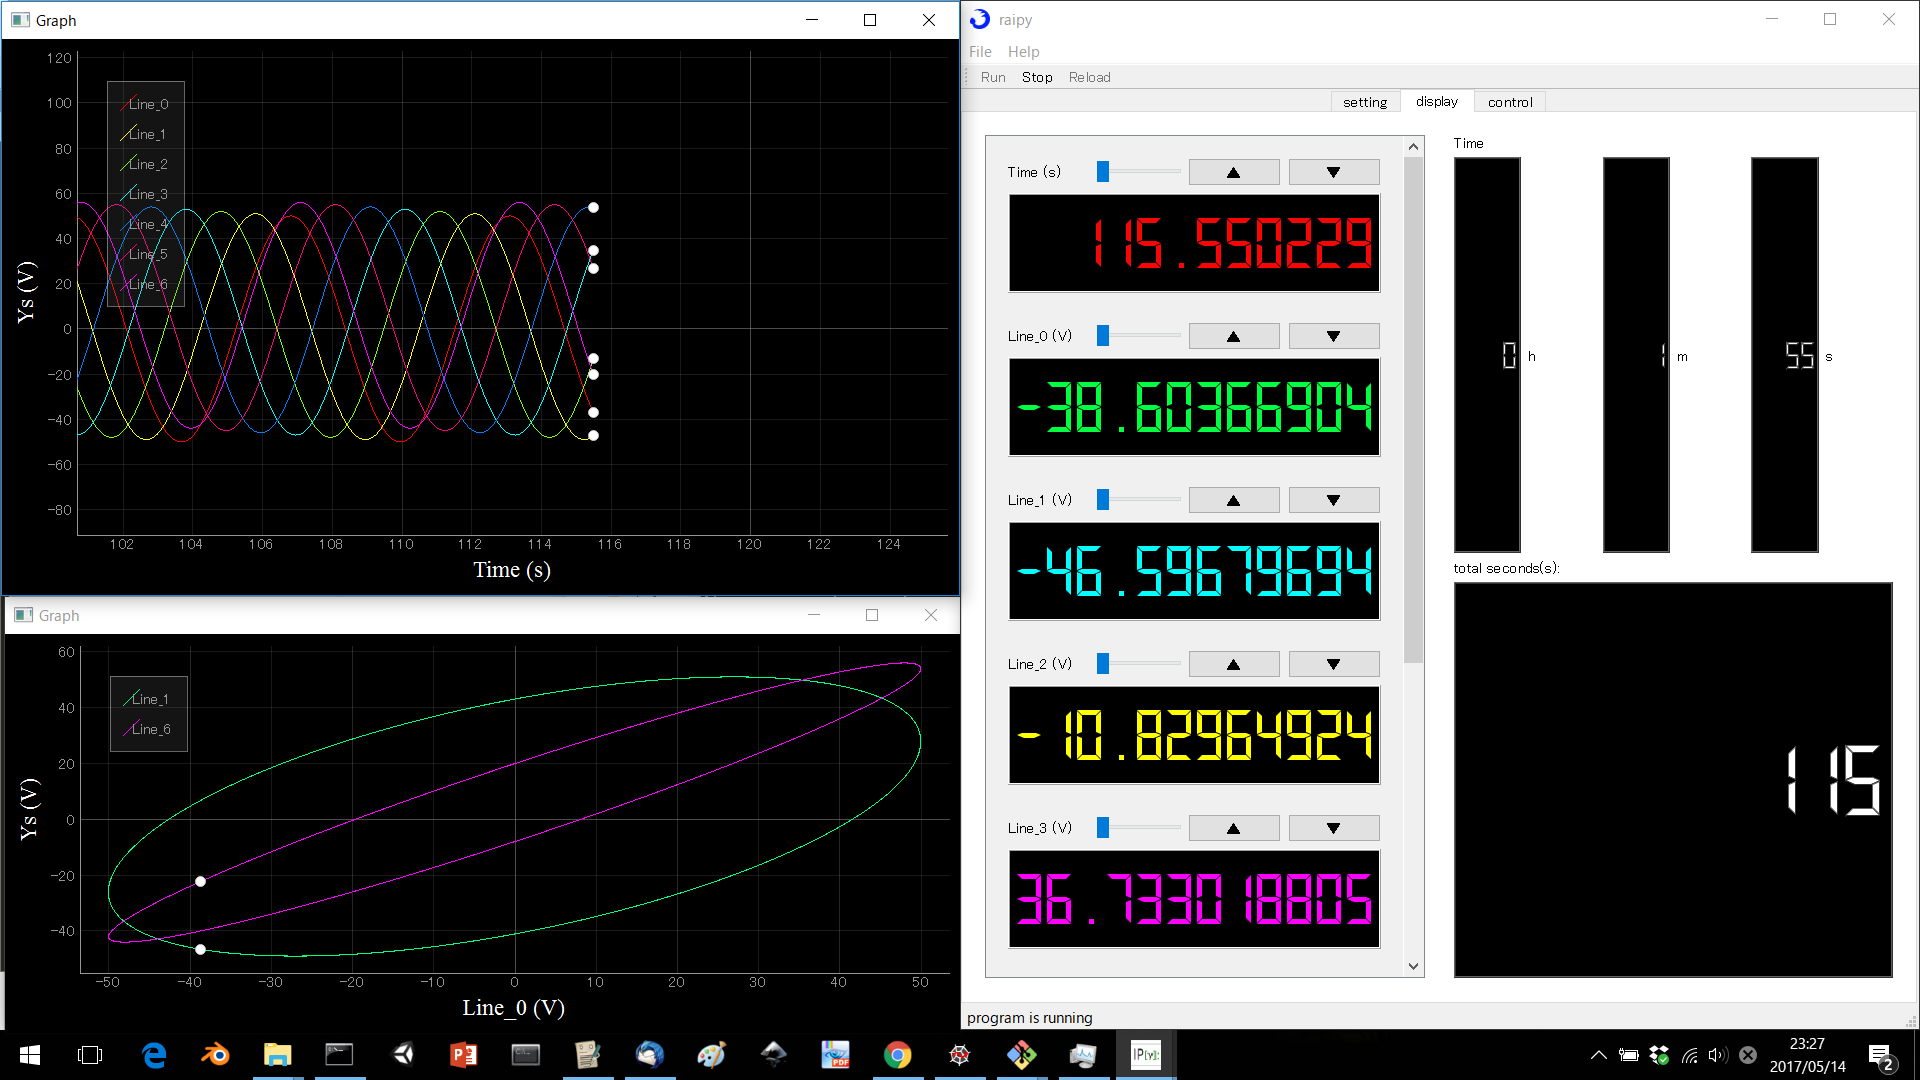 Graph
120
100
80
60
40
20
0
-20
-40
-60
-80
Line_0
Line_1
Line_2
Line_3
Line_4
Line_5
Line_6
Ys (V)
102 104 106 108 110 112 114 116 118 120 122 124
Time (s)
Graph
60
40
20
0
-20
-40
Line_1
Line_6
Ys (V)
-50 -40 -30 -20 -10 0 10 20 30 40 50
Line_0 (V)
raipy
File Help
Run Stop Reload
setting display control
Time (s) ▲ ▼
115.550229
Line_0 (V) ▲ ▼
-38.60366904
Line_1 (V) ▲ ▼
-46.59679694
Line_2 (V) ▲ ▼
-10.82964924
Line_3 (V) ▲ ▼
36.733018805
Time
0 h 1 m 55 s
total seconds(s):
115
program is running
PDF
IP[y]:
23:27
2017/05/14
2